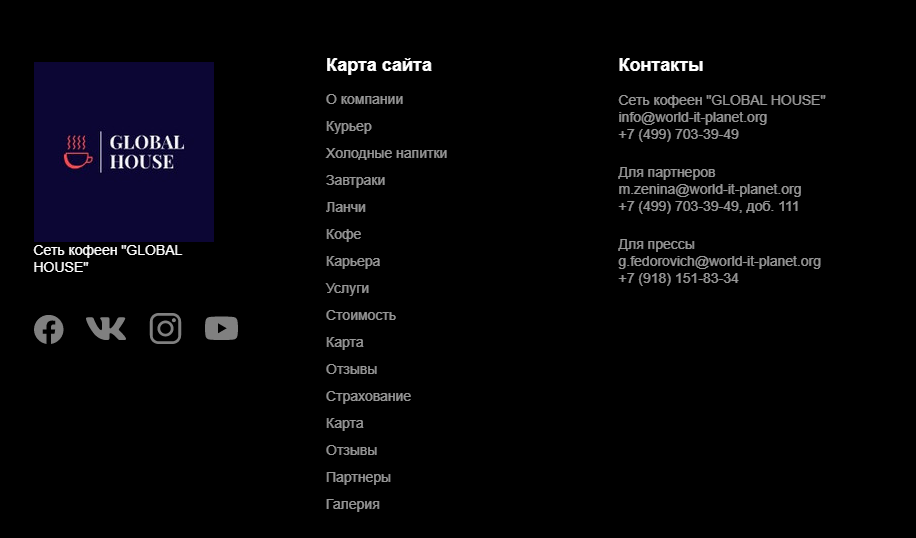 GLOBAL
HOUSE
Сеть кофеен "GLOBAL
HOUSE"
Карта сайта
О компании
Курьер
Холодные напитки
Завтраки
Ланчи
Кофе
Карьера
Услуги
Стоимость
Карта
Отзывы
Страхование
Карта
Отзывы
Партнеры
Галерея
Контакты
Сеть кофеен "GLOBAL HOUSE"
info@world-it-planet.org
+7 (499) 703-39-49
Для партнеров
m.zenina@world-it-planet.org
+7 (499) 703-39-49, доб. 111
Для прессы
g.fedorovich@world-it-planet.org
+7 (918) 151-83-34